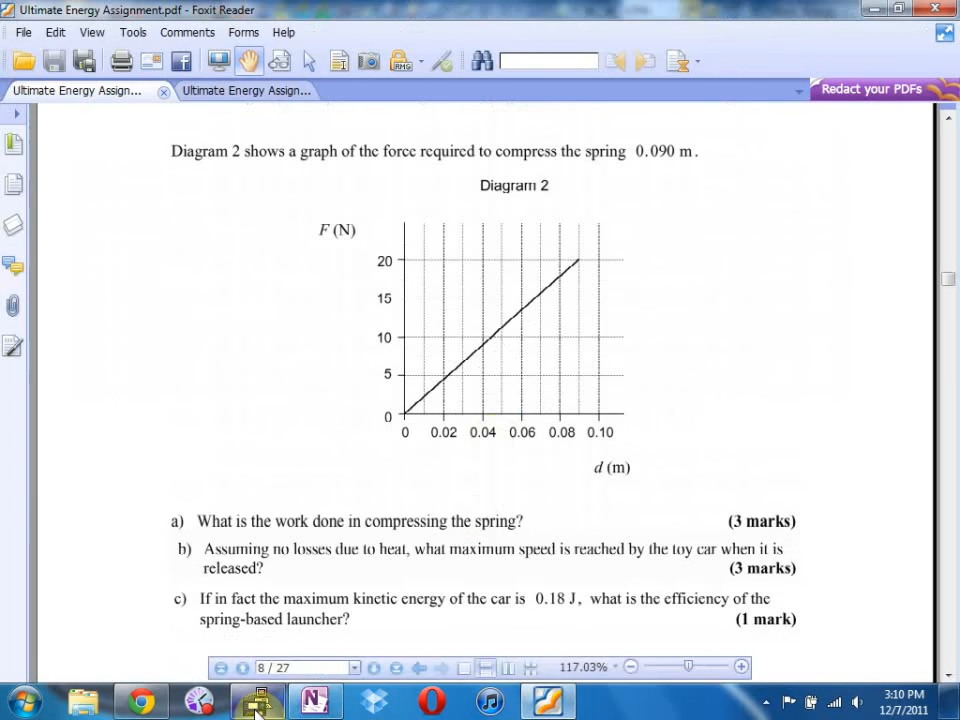 Ultimate Energy Assignment.pdf - Foxit Reader
File Edit View Tools Comments Forms Help
Ultimate Energy Assign... Ultimate Energy Assign... Redact your PDFs
Diagram 2 shows a graph of the force required to compress the spring 0.090 m.
Diagram 2
F (N)
20
15
10
5
0
0 0.02 0.04 0.06 0.08 0.10
d (m)
a) What is the work done in compressing the spring? (3 marks)
b) Assuming no losses due to heat, what maximum speed is reached by the toy car when it is
released? (3 marks)
c) If in fact the maximum kinetic energy of the car is 0.18 J, what is the efficiency of the
spring-based launcher? (1 mark)
8 / 27 117.03%
3:10 PM
12/7/2011